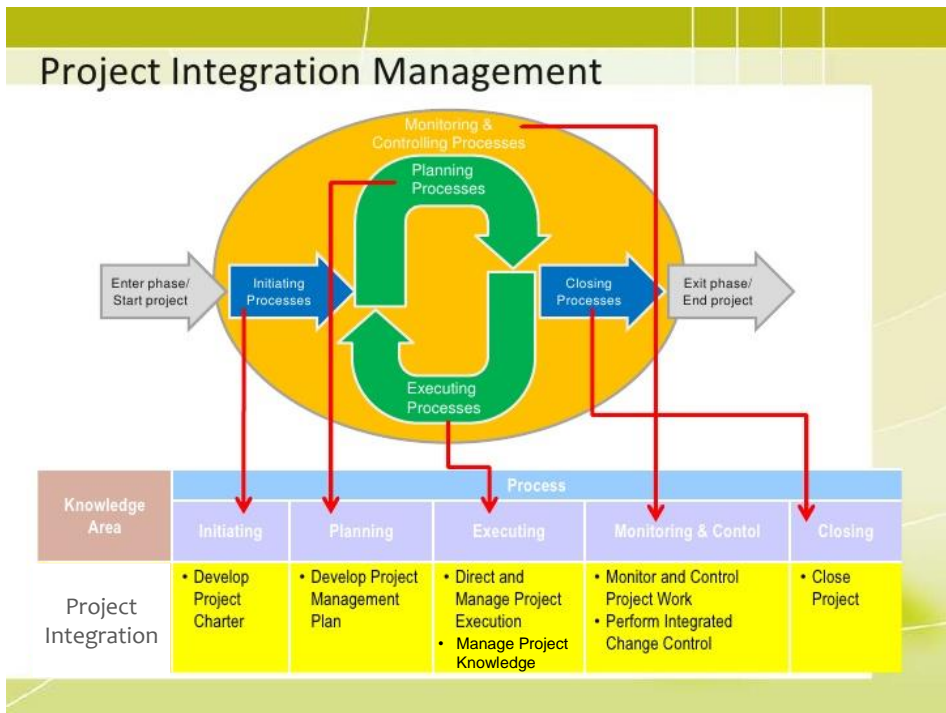 Project Integration Management
Monitoring &
Controlling Processes
Planning
Processes
Enter phase/
Start project
Initiating
Processes
Closing
Processes
Exit phase/
End project
Executing
Processes
Knowledge
Area
Process
Initiating
Planning
Executing
Monitoring & Contol
Closing
Project
Integration
• Develop
Project
Charter
• Develop Project
Management
Plan
• Direct and
Manage Project
Execution
• Manage Project
Knowledge
• Monitor and Control
Project Work
• Perform Integrated
Change Control
• Close
Project